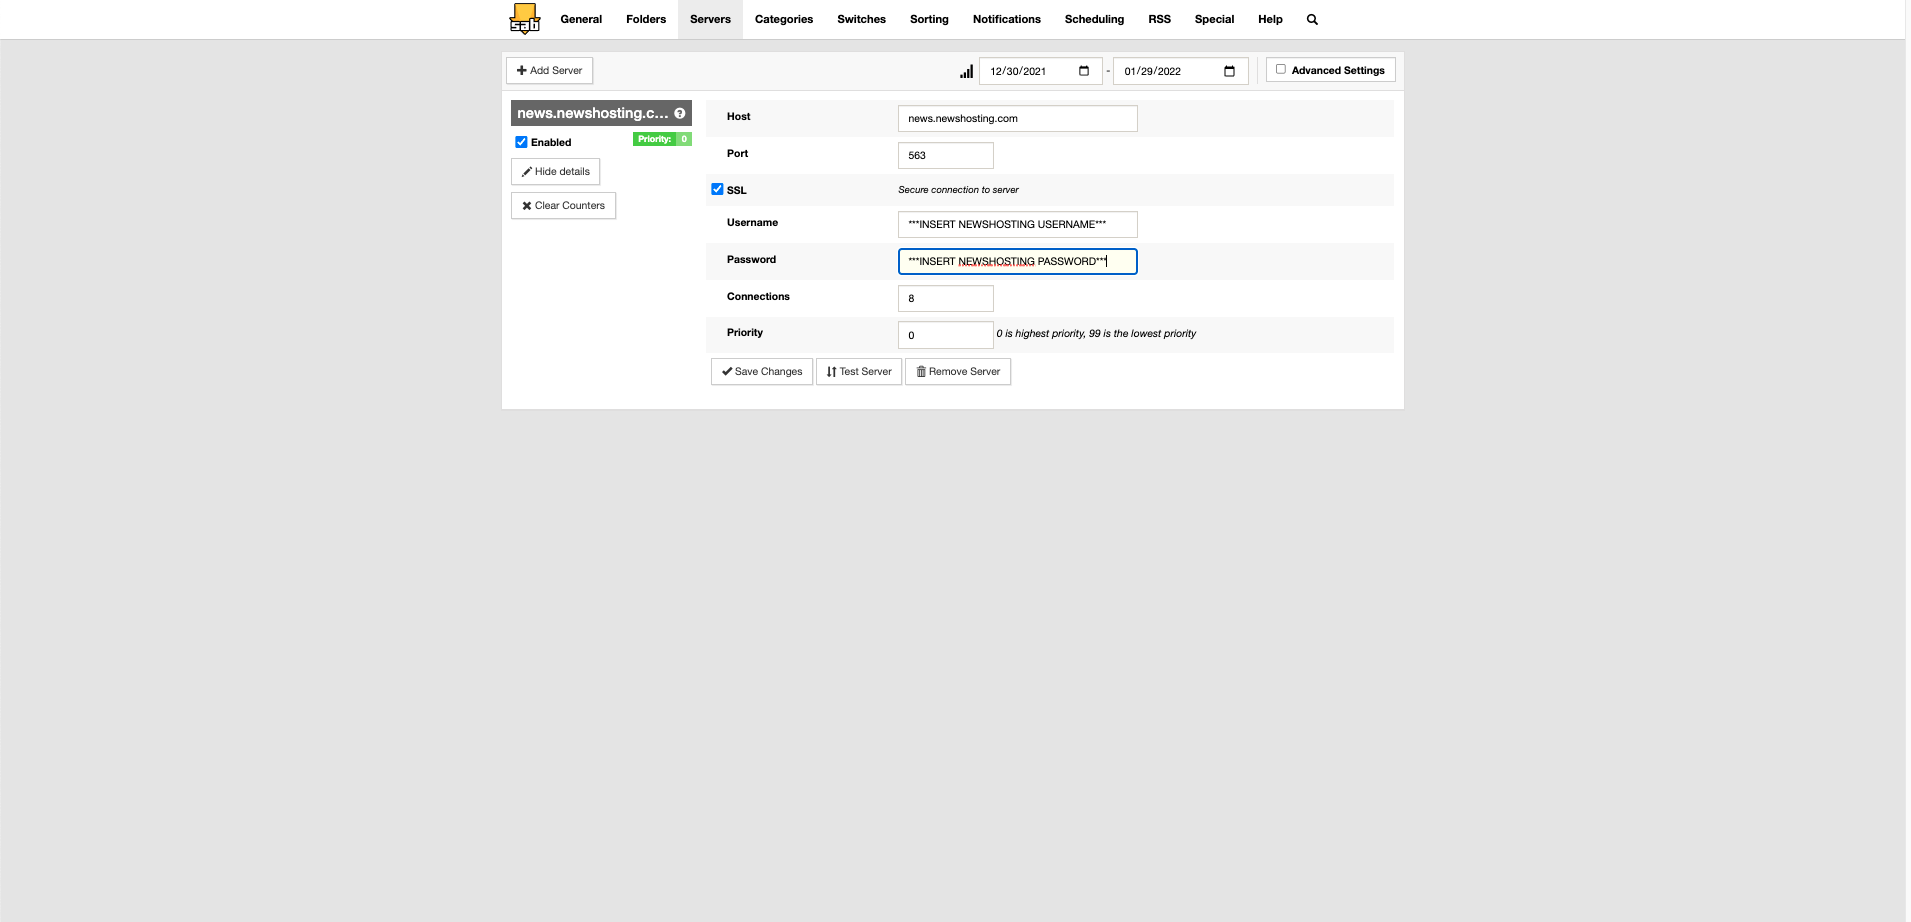 sab General Folders Servers Categories Switches Sorting Notifications Scheduling RSS Special Help
Add Server 12/30/2021 - 01/29/2022 Advanced Settings
news.newshosting.c...
Enabled Priority: 0
Hide details
Clear Counters
Host news.newshosting.com
Port 563
SSL Secure connection to server
Username ***INSERT NEWSHOSTING USERNAME***
Password ***INSERT NEWSHOSTING PASSWORD***
Connections 8
Priority 0 0 is highest priority, 99 is the lowest priority
Save Changes Test Server Remove Server